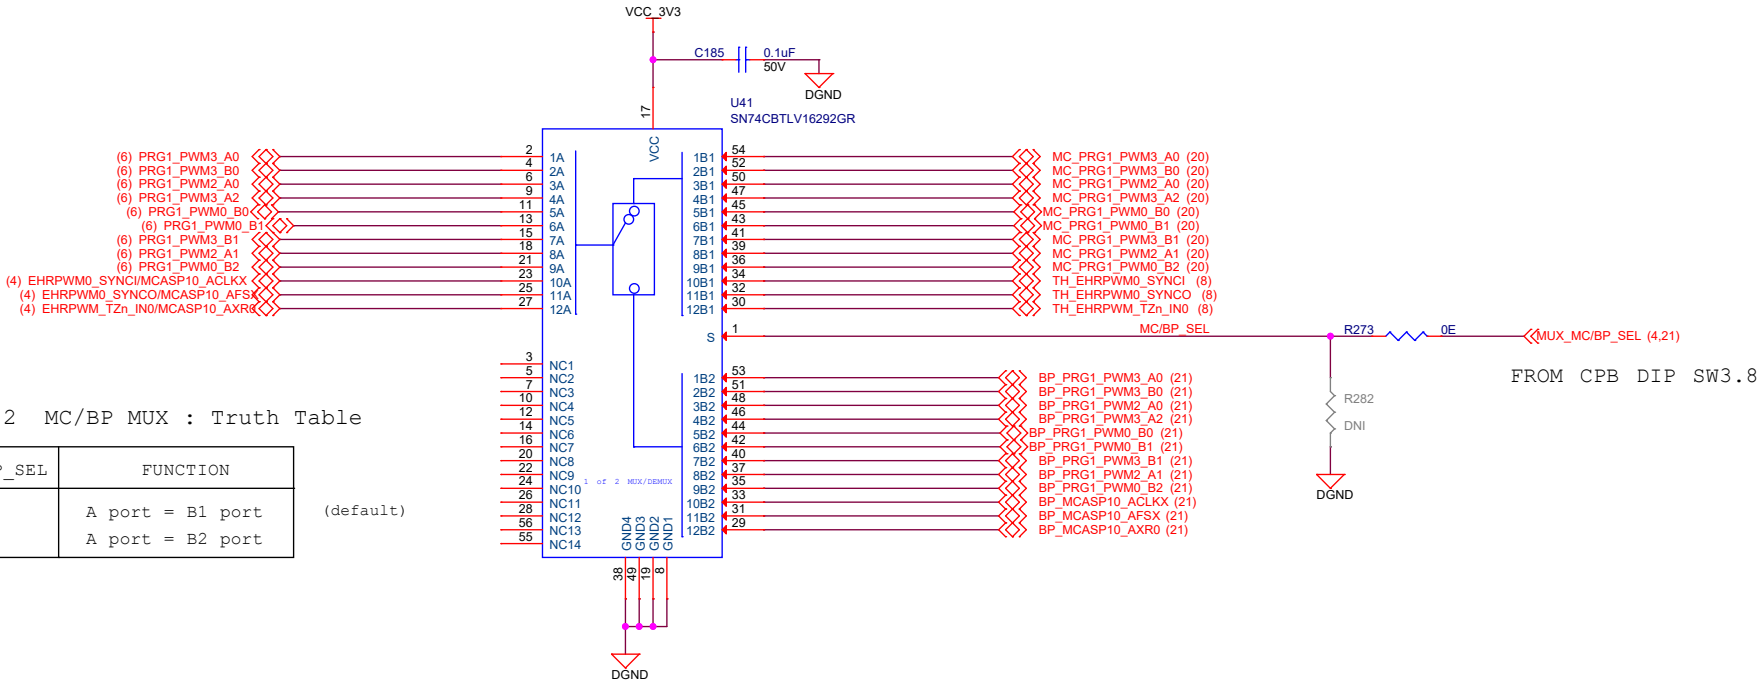 VCC_3V3
C185
0.1uF
50V
DGND
U41
SN74CBTLV16292GR
17
VCC
(6) PRG1_PWM3_A0 2 1A 1B1 54 MC_PRG1_PWM3_A0 (20)
(6) PRG1_PWM3_B0 4 2A 2B1 52 MC_PRG1_PWM3_B0 (20)
(6) PRG1_PWM2_A0 6 3A 3B1 50 MC_PRG1_PWM2_A0 (20)
(6) PRG1_PWM3_A2 9 4A 4B1 47 MC_PRG1_PWM3_A2 (20)
(6) PRG1_PWM0_B0 11 5A 5B1 45 MC_PRG1_PWM0_B0 (20)
(6) PRG1_PWM0_B1 13 6A 6B1 43 MC_PRG1_PWM0_B1 (20)
(6) PRG1_PWM3_B1 15 7A 7B1 41 MC_PRG1_PWM3_B1 (20)
(6) PRG1_PWM2_A1 18 8A 8B1 39 MC_PRG1_PWM2_A1 (20)
(6) PRG1_PWM0_B2 21 9A 9B1 36 MC_PRG1_PWM0_B2 (20)
(4) EHRPWM0_SYNCI/MCASP10_ACLKX 23 10A 10B1 34 TH_EHRPWM0_SYNCI (8)
(4) EHRPWM0_SYNCO/MCASP10_AFSX 25 11A 11B1 32 TH_EHRPWM0_SYNCO (8)
(4) EHRPWM_TZn_IN0/MCASP10_AXR0 27 12A 12B1 30 TH_EHRPWM_TZn_IN0 (8)
S 1 MC/BP_SEL R273 0E MUX_MC/BP_SEL (4,21)
FROM CPB DIP SW3.8
R282
DNI
DGND
3 NC1
5 NC2
7 NC3
10 NC4
12 NC5
14 NC6
16 NC7
20 NC8
22 NC9
24 NC10
26 NC11
28 NC12
56 NC13
55 NC14
1B2 53 BP_PRG1_PWM3_A0 (21)
2B2 51 BP_PRG1_PWM3_B0 (21)
3B2 48 BP_PRG1_PWM2_A0 (21)
4B2 46 BP_PRG1_PWM3_A2 (21)
5B2 44 BP_PRG1_PWM0_B0 (21)
6B2 42 BP_PRG1_PWM0_B1 (21)
7B2 40 BP_PRG1_PWM3_B1 (21)
8B2 37 BP_PRG1_PWM2_A1 (21)
9B2 35 BP_PRG1_PWM0_B2 (21)
10B2 33 BP_MCASP10_ACLKX (21)
11B2 31 BP_MCASP10_AFSX (21)
12B2 29 BP_MCASP10_AXR0 (21)
1 of 2 MUX/DEMUX
GND4 GND3 GND2 GND1
38 49 19 8
DGND
2 MC/BP MUX : Truth Table
P_SEL FUNCTION
A port = B1 port (default)
A port = B2 port